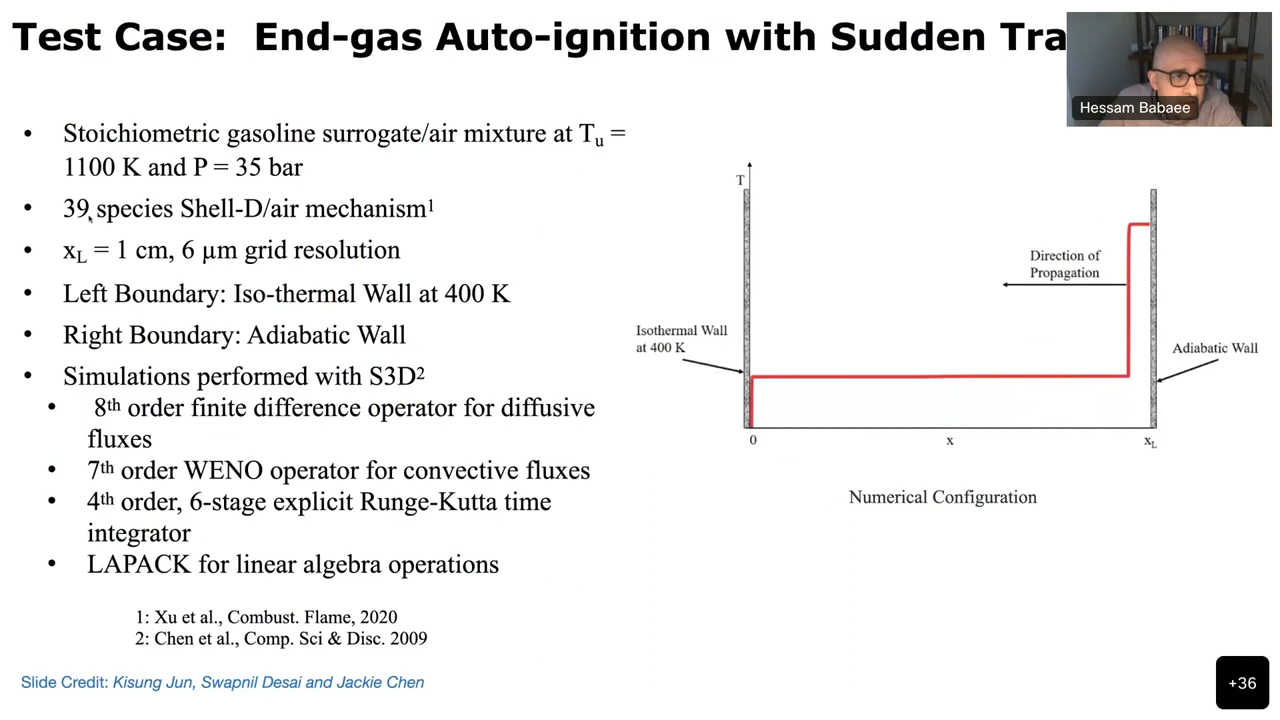 Test Case: End-gas Auto-ignition with Sudden Tra
Hessam Babaee
• Stoichiometric gasoline surrogate/air mixture at Tu =
1100 K and P = 35 bar
• 39 species Shell-D/air mechanism1
• xL = 1 cm, 6 µm grid resolution
• Left Boundary: Iso-thermal Wall at 400 K
• Right Boundary: Adiabatic Wall
• Simulations performed with S3D2
• 8th order finite difference operator for diffusive
fluxes
• 7th order WENO operator for convective fluxes
• 4th order, 6-stage explicit Runge-Kutta time
integrator
• LAPACK for linear algebra operations
1: Xu et al., Combust. Flame, 2020
2: Chen et al., Comp. Sci & Disc. 2009
Slide Credit: Kisung Jun, Swapnil Desai and Jackie Chen
T
Direction of
Propagation
Isothermal Wall
at 400 K
Adiabatic Wall
0
x
xL
Numerical Configuration
+36